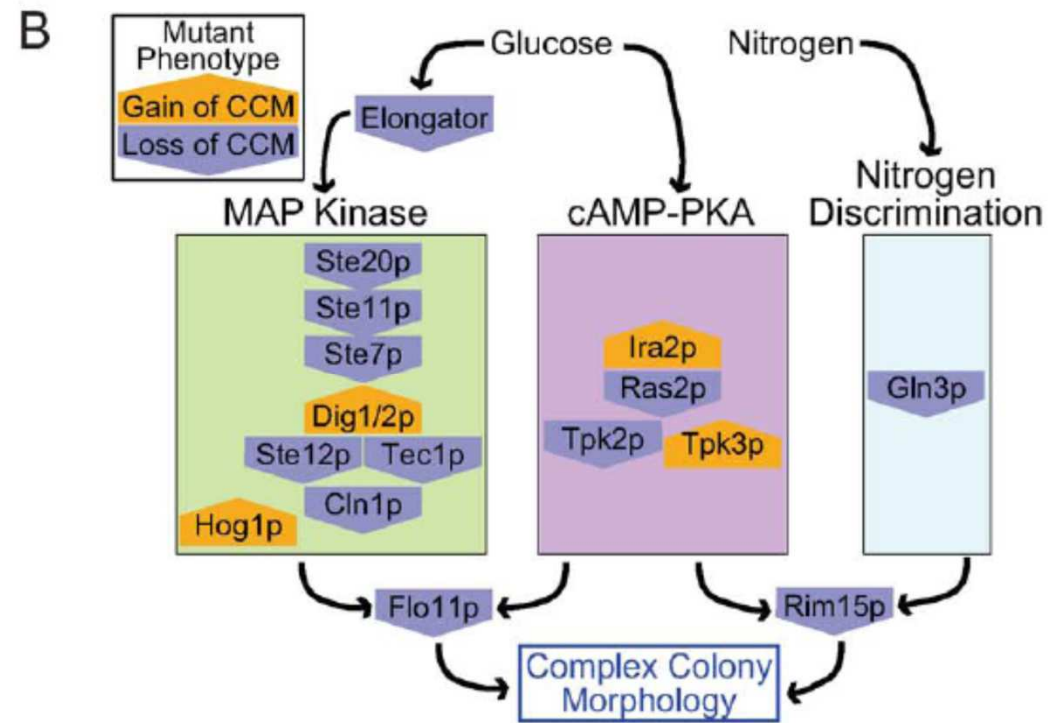 B
Mutant
Phenotype
Gain of CCM
Loss of CCM
Glucose
Nitrogen
Elongator
MAP Kinase
cAMP-PKA
Nitrogen
Discrimination
Ste20p
Ste11p
Ste7p
Dig1/2p
Ste12p
Tec1p
Cln1p
Hog1p
Ira2p
Ras2p
Tpk2p
Tpk3p
Gln3p
Flo11p
Rim15p
Complex Colony
Morphology